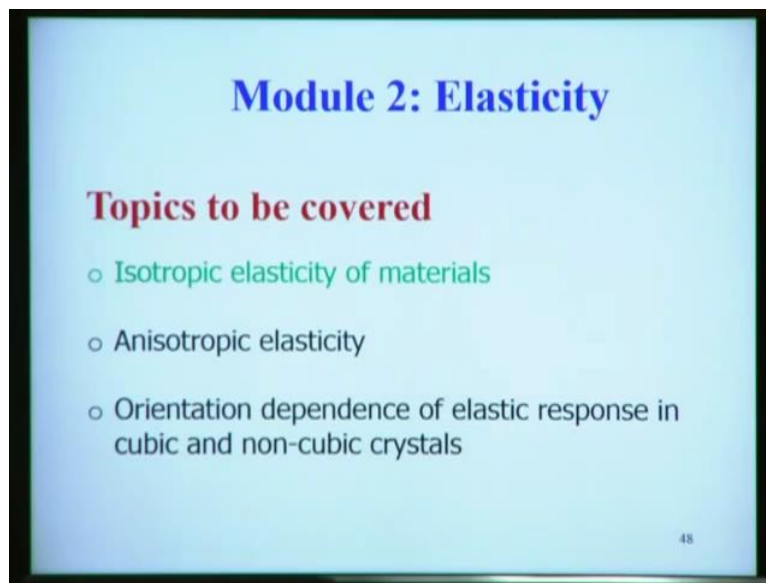 Module 2: Elasticity
Topics to be covered
o Isotropic elasticity of materials
o Anisotropic elasticity
o Orientation dependence of elastic response in
cubic and non-cubic crystals
48